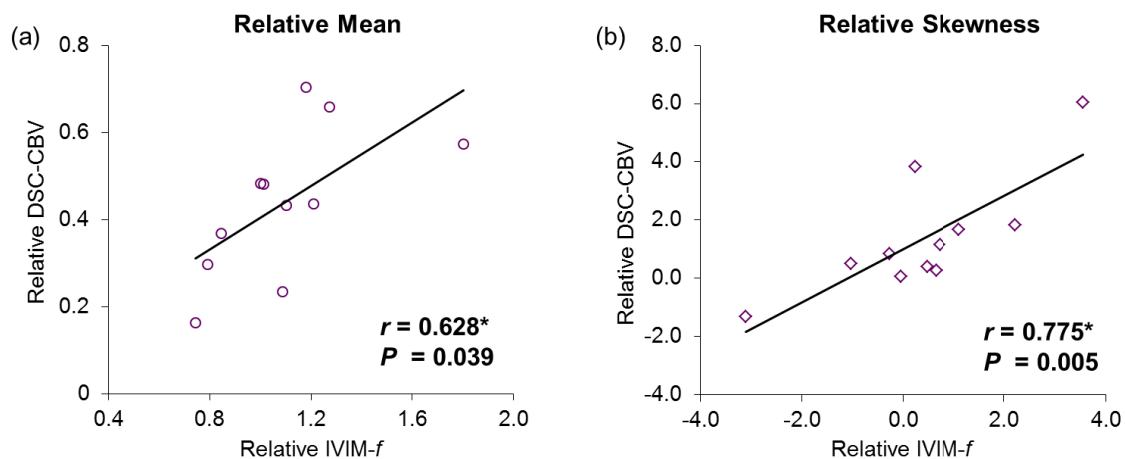 (a)
Relative Mean
0.8
0.6
0.4
0.2
0
Relative DSC-CBV
r = 0.628*
P = 0.039
0.4 0.8 1.2 1.6 2.0
Relative IVIM-f
(b)
Relative Skewness
8.0
6.0
4.0
2.0
0.0
-2.0
-4.0
Relative DSC-CBV
r = 0.775*
P = 0.005
-4.0 -2.0 0.0 2.0 4.0
Relative IVIM-f